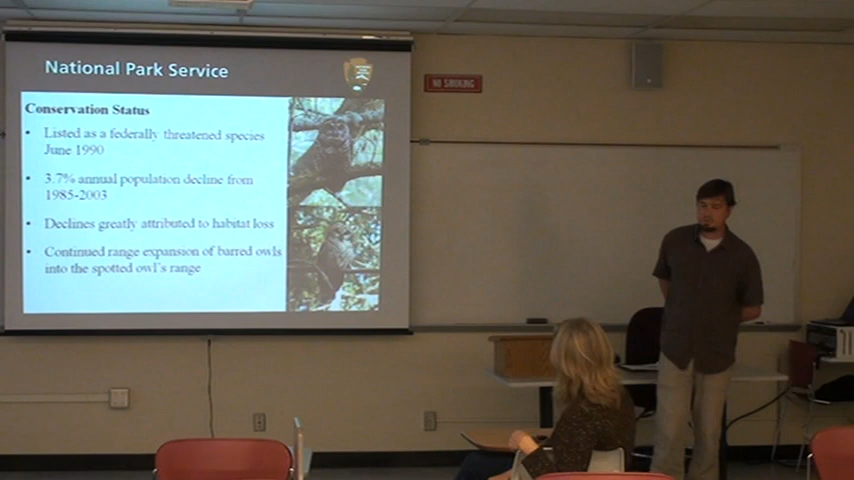 National Park Service
NO SMOKING
Conservation Status
• Listed as a federally threatened species
June 1990
• 3.7% annual population decline from
1985-2003
• Declines greatly attributed to habitat loss
• Continued range expansion of barred owls
into the spotted owl's range